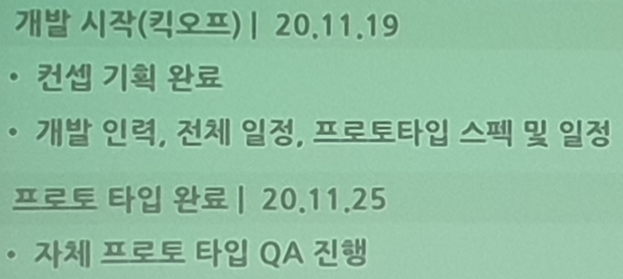 개발 시작(킥오프) | 20.11.19
• 컨셉 기획 완료
• 개발 인력, 전체 일정, 프로토타입 스펙 및 일정
프로토 타입 완료 | 20.11.25
• 자체 프로토 타입 QA 진행